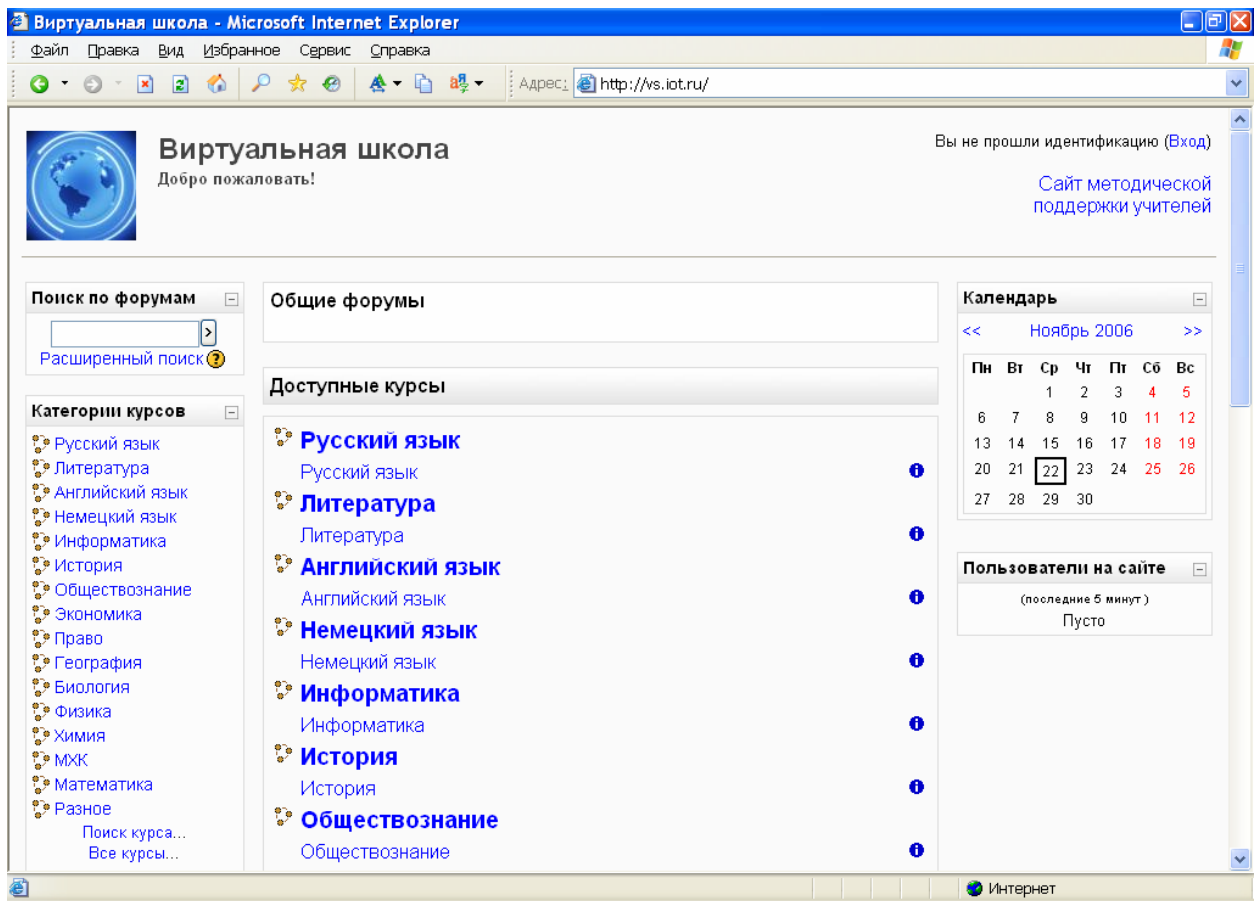 Виртуальная школа - Microsoft Internet Explorer
Файл Правка Вид Избранное Сервис Справка
Адрес: http://vs.iot.ru/
Виртуальная школа
Добро пожаловать!
Вы не прошли идентификацию (Вход)
Сайт методической
поддержки учителей
Поиск по форумам
>
Расширенный поиск ?
Категории курсов
Русский язык
Литература
Английский язык
Немецкий язык
Информатика
История
Обществознание
Экономика
Право
География
Биология
Физика
Химия
МХК
Математика
Разное
Поиск курса...
Все курсы...
Общие форумы
Доступные курсы
Русский язык
Русский язык
Литература
Литература
Английский язык
Английский язык
Немецкий язык
Немецкий язык
Информатика
Информатика
История
История
Обществознание
Обществознание
Календарь
<< Ноябрь 2006 >>
Пн Вт Ср Чт Пт Сб Вс
1 2 3 4 5
6 7 8 9 10 11 12
13 14 15 16 17 18 19
20 21 22 23 24 25 26
27 28 29 30
Пользователи на сайте
(последние 5 минут)
Пусто
Интернет